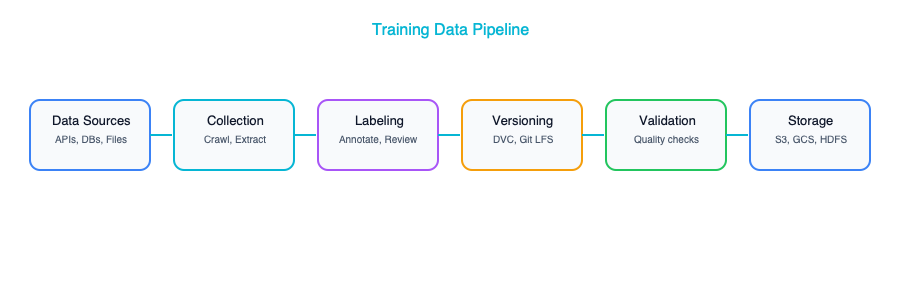 Training Data Pipeline
Data Sources
APIs, DBs, Files
Collection
Crawl, Extract
Labeling
Annotate, Review
Versioning
DVC, Git LFS
Validation
Quality checks
Storage
S3, GCS, HDFS